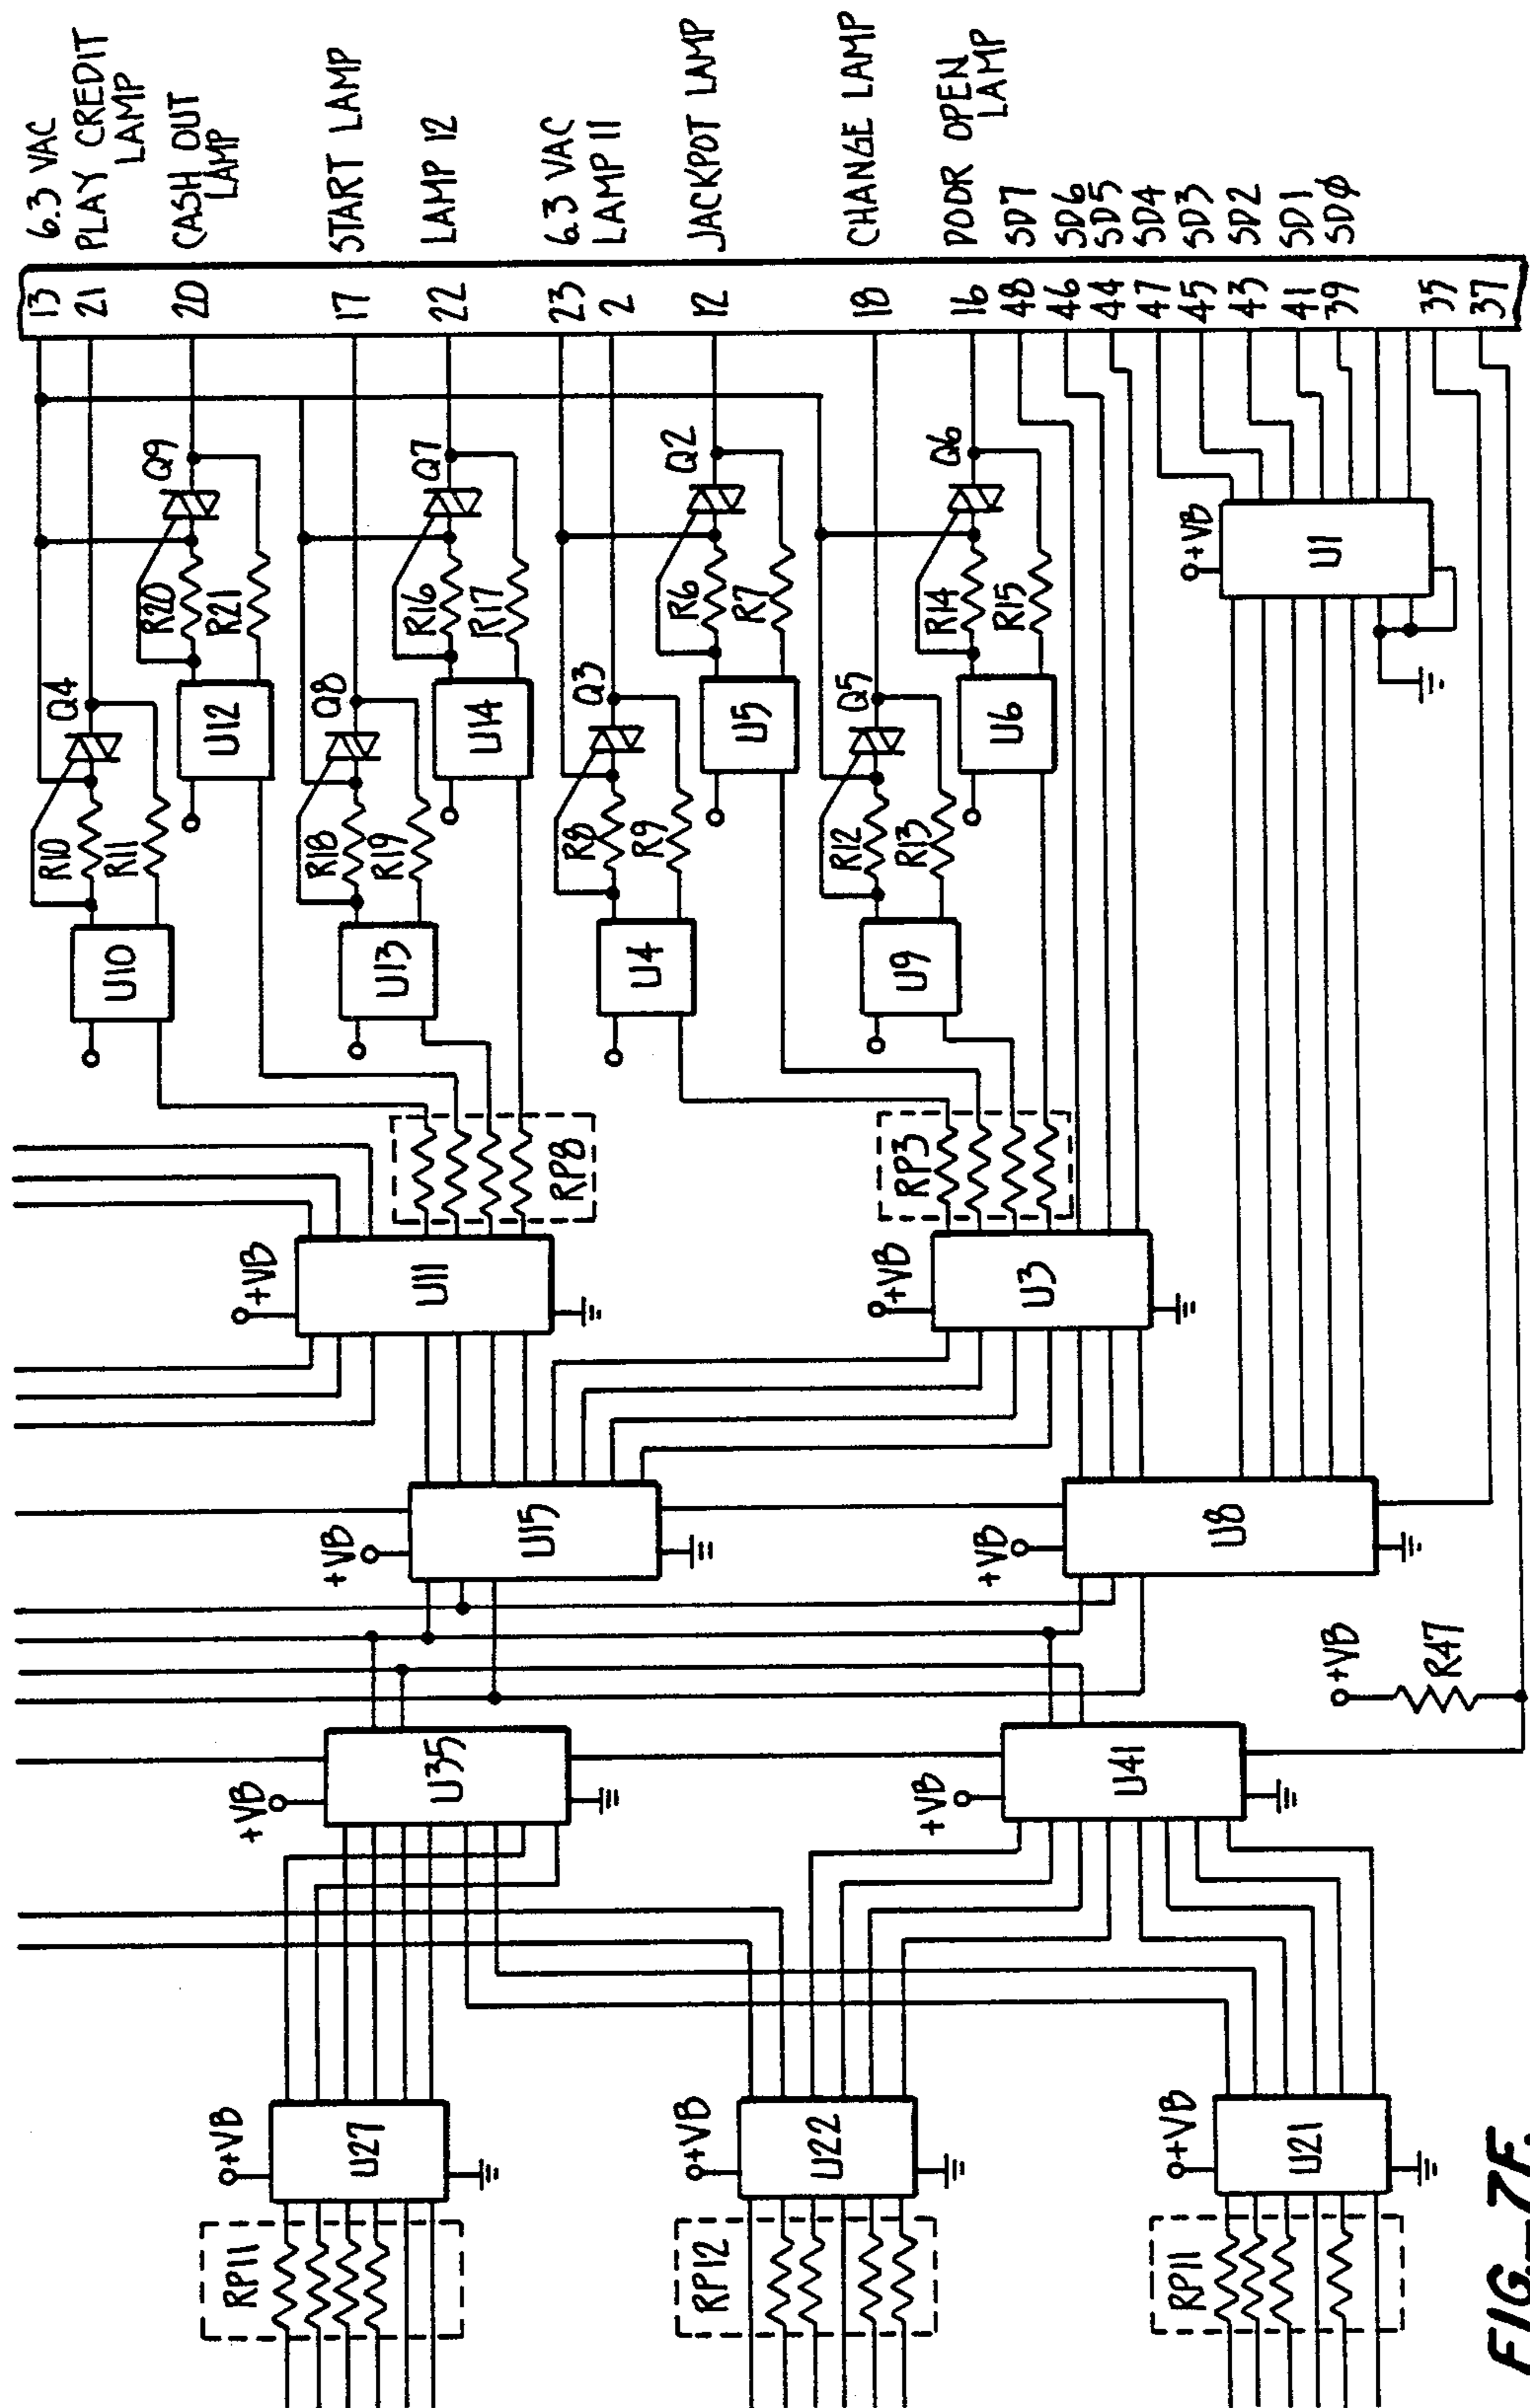 13
6.3 VAC
21
PLAY CREDIT
LAMP
20
CASH OUT
LAMP
17
START LAMP
22
LAMP 12
23
6.3 VAC
2
LAMP 11
12
JACKPOT LAMP
18
CHANGE LAMP
16
DOOR OPEN
LAMP
48
SD7
46
SD6
44
SD5
47
SD4
45
SD3
43
SD2
41
SD1
39
SDØ
35
37
Q4
R10
R11
U10
Q9
R20
R21
U12
Q8
R18
R19
U13
Q7
R16
R17
U14
Q3
R8
R9
U4
Q2
R6
R7
U5
Q5
R12
R13
U9
Q6
R14
R15
U6
+VB
U1
RP8
RP3
+VB
U11
+VB
U3
+VB
U15
+VB
U8
+VB
R47
+VB
U35
+VB
U41
+VB
U27
+VB
U22
+VB
U21
RP11
RP12
RP11
FIG.-7F.